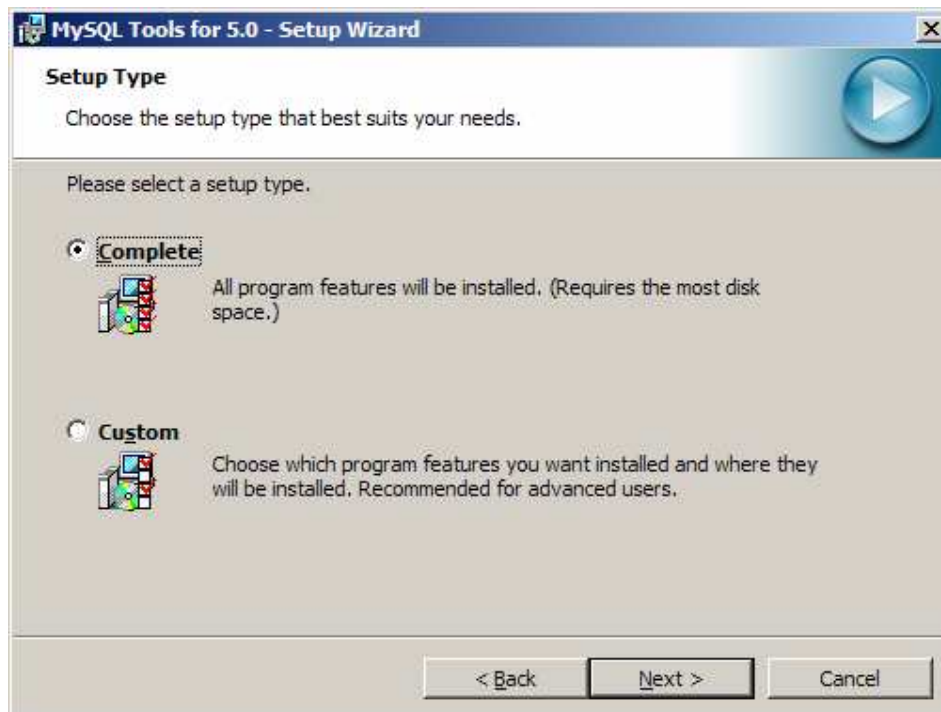 MySQL Tools for 5.0 - Setup Wizard
Setup Type
Choose the setup type that best suits your needs.
Please select a setup type.
Complete
All program features will be installed. (Requires the most disk
space.)
Custom
Choose which program features you want installed and where they
will be installed. Recommended for advanced users.
< Back
Next >
Cancel